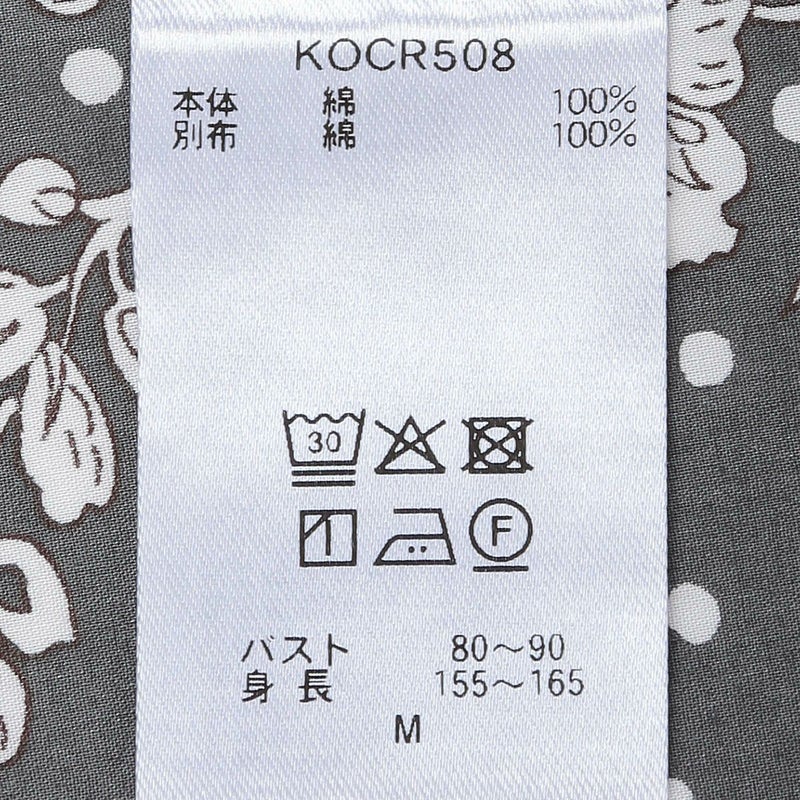 KOCR508
本体 綿 100%
別布 綿 100%
30
F
バスト 80～90
身長 155～165
M